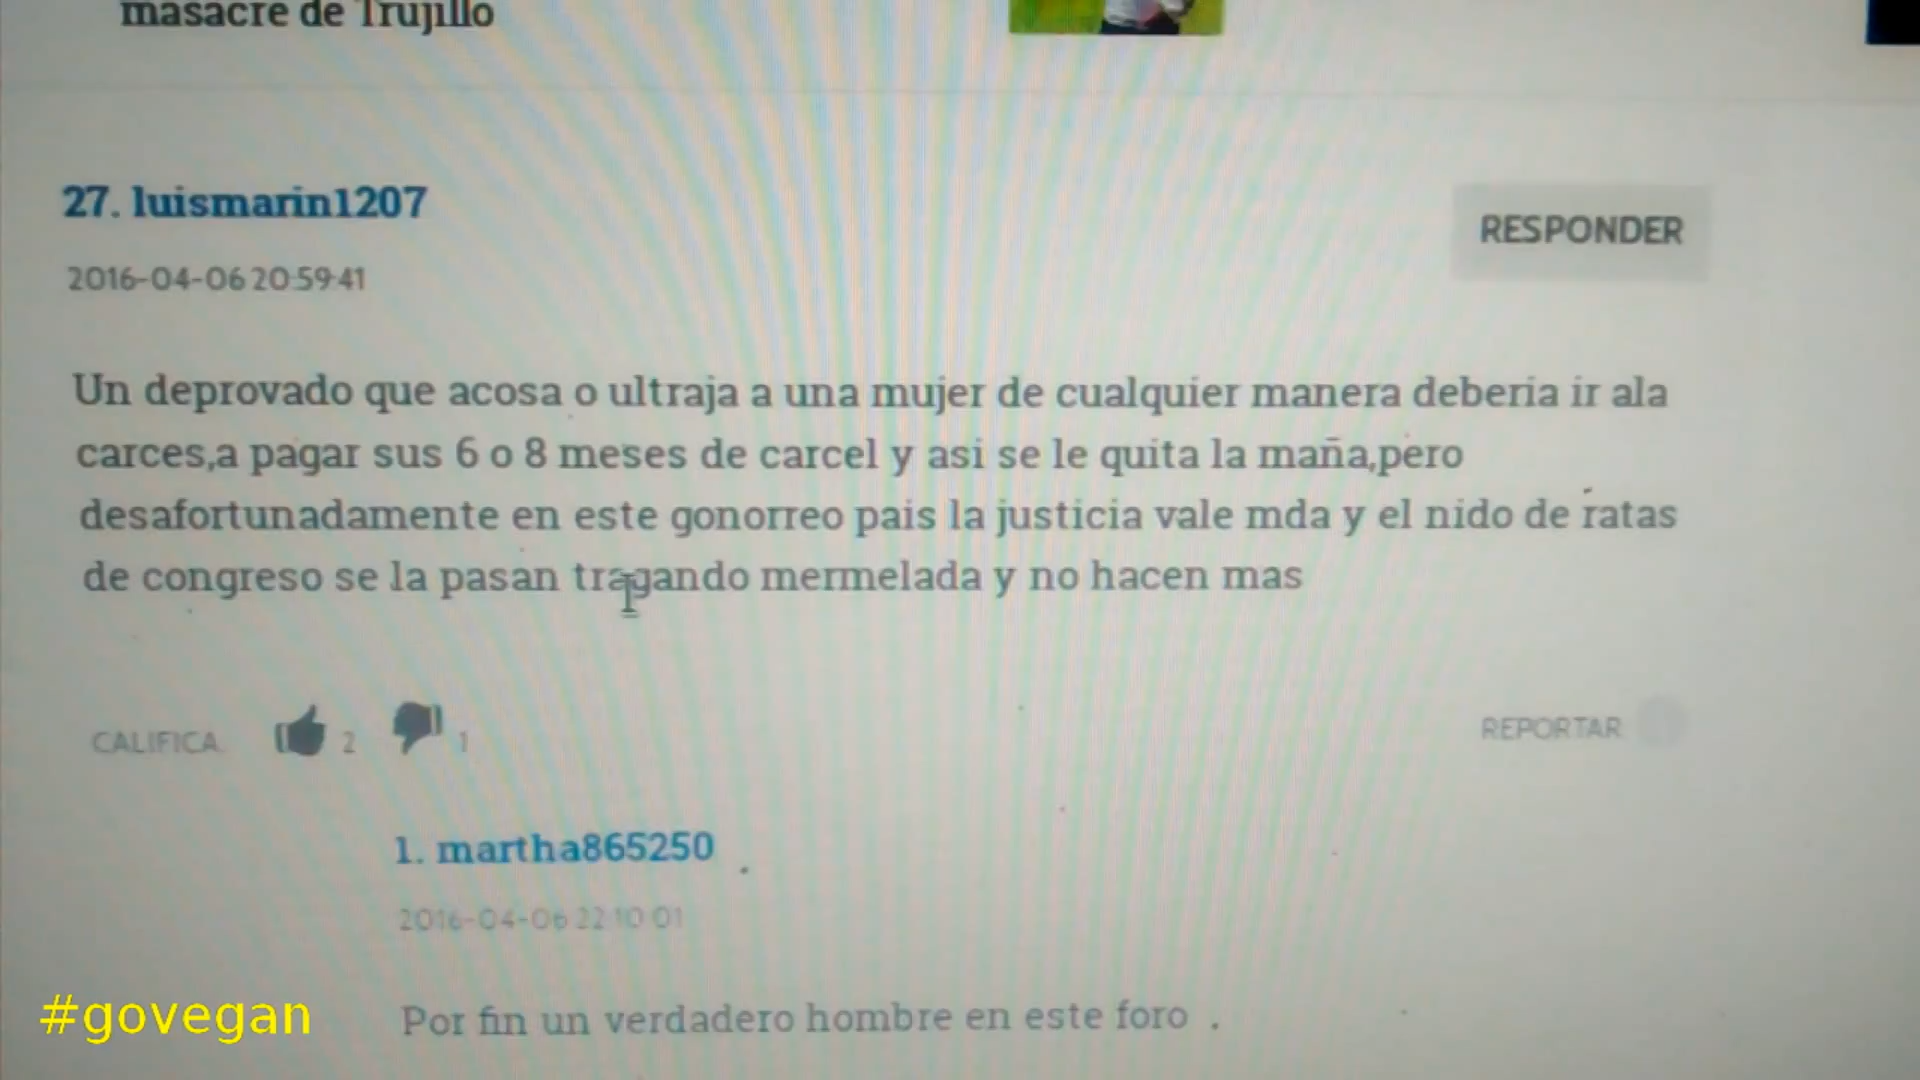 masacre de Trujillo
27. luismarin1207
RESPONDER
2016-04-06 20:59:41
Un deprovado que acosa o ultraja a una mujer de cualquier manera deberia ir ala
carces,a pagar sus 6 o 8 meses de carcel y asi se le quita la maña,pero
desafortunadamente en este gonorreo pais la justicia vale mda y el nido de ratas
de congreso se la pasan tragando mermelada y no hacen mas
CALIFICA 2 1
REPORTAR
1. martha865250
2016-04-06 22:10:01
Por fin un verdadero hombre en este foro .
#govegan